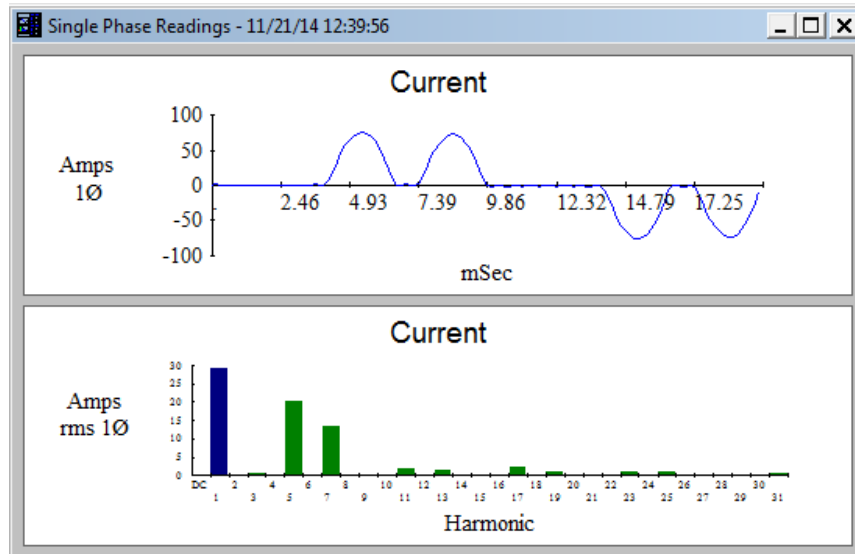 Single Phase Readings - 11/21/14 12:39:56
Current
Amps
1Ø
100
50
0
-50
-100
2.46 4.93 7.39 9.86 12.32 14.79 17.25
mSec
Current
Amps
rms 1Ø
30
25
20
15
10
5
0
DC 2 4 6 8 10 12 14 16 18 20 22 24 26 28 30
1 3 5 7 9 11 13 15 17 19 21 23 25 27 29 31
Harmonic